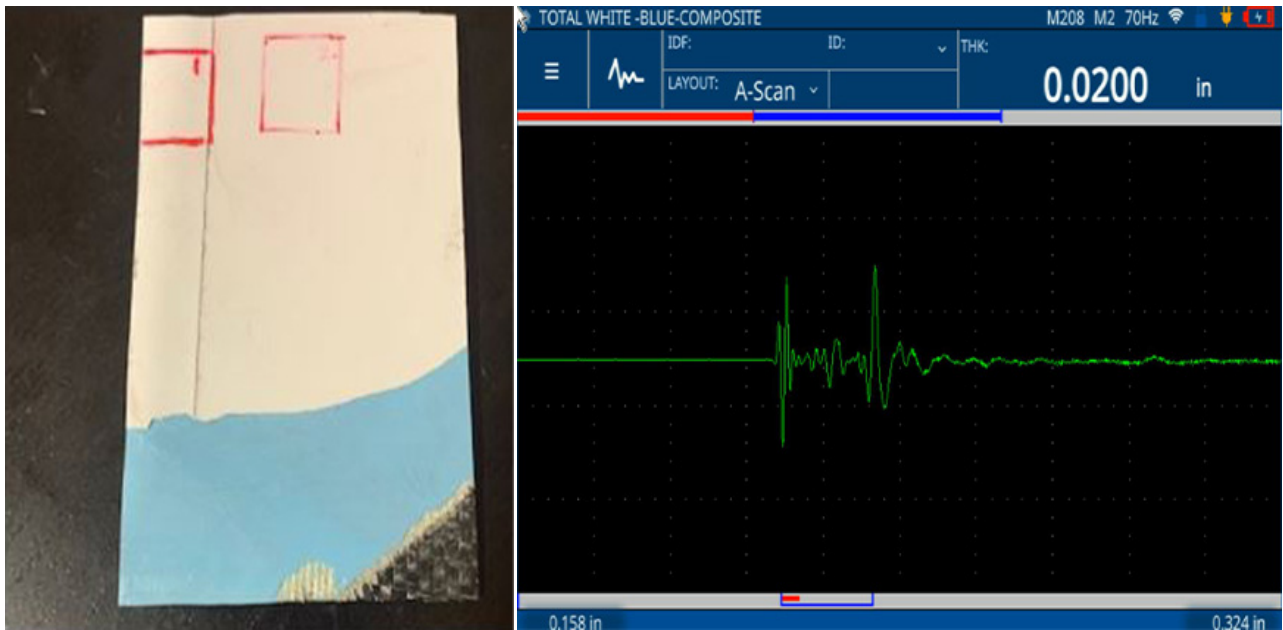 TOTAL WHITE -BLUE-COMPOSITE M208 M2 70Hz
IDF: ID: THK:
LAYOUT: A-Scan 0.0200 in
0.158 in 0.324 in